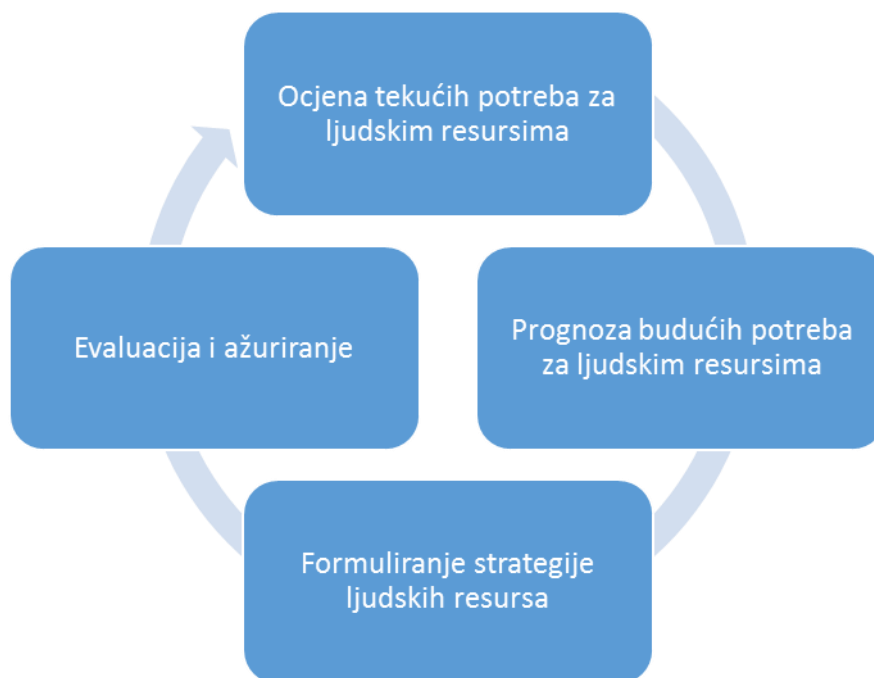 Ocjena tekućih potreba za
ljudskim resursima
Prognoza budućih potreba
za ljudskim resursima
Formuliranje strategije
ljudskih resursa
Evaluacija i ažuriranje